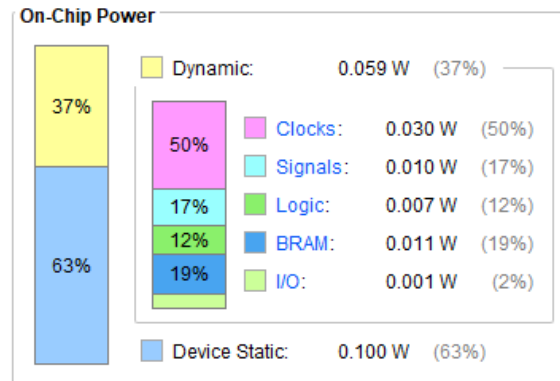 On-Chip Power
Dynamic: 0.059 W (37%)
37%
50%
Clocks: 0.030 W (50%)
Signals: 0.010 W (17%)
17%
Logic: 0.007 W (12%)
12%
BRAM: 0.011 W (19%)
19%
63%
I/O: 0.001 W (2%)
Device Static: 0.100 W (63%)